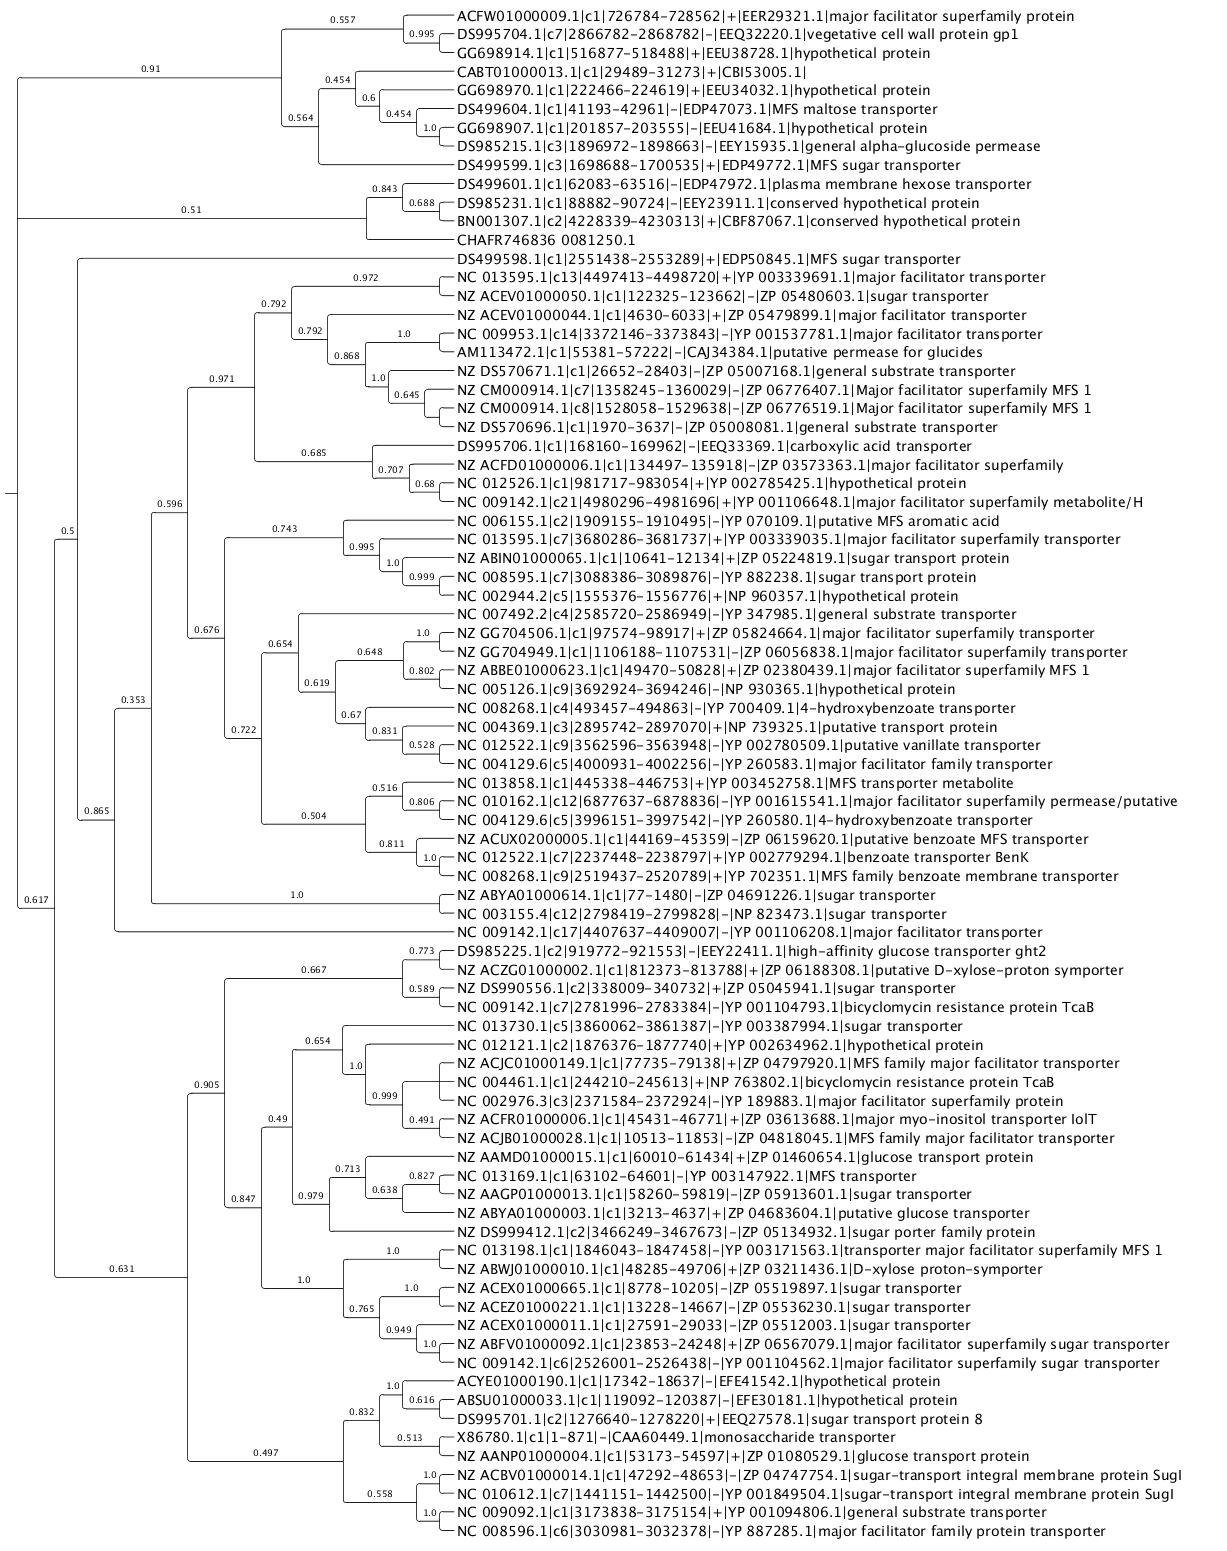 ACFW01000009.1|c1|726784-728562|+|EER29321.1|major facilitator superfamily protein
0.557
0.995
DS995704.1|c7|2866782-2868782|-|EEQ32220.1|vegetative cell wall protein gp1
GG698914.1|c1|516877-518488|+|EEU38728.1|hypothetical protein
0.91
CABT01000013.1|c1|29489-31273|+|CBI53005.1|
0.454
GG698970.1|c1|222466-224619|+|EEU34032.1|hypothetical protein
0.6
DS499604.1|c1|41193-42961|-|EDP47073.1|MFS maltose transporter
0.454
0.564
GG698907.1|c1|201857-203555|-|EEU41684.1|hypothetical protein
1.0
DS985215.1|c3|1896972-1898663|-|EEY15935.1|general alpha-glucoside permease
DS499599.1|c3|1698688-1700535|+|EDP49772.1|MFS sugar transporter
DS499601.1|c1|62083-63516|-|EDP47972.1|plasma membrane hexose transporter
0.843
0.688
DS985231.1|c1|88882-90724|-|EEY23911.1|conserved hypothetical protein
0.51
BN001307.1|c2|4228339-4230313|+|CBF87067.1|conserved hypothetical protein
CHAFR746836 0081250.1
DS499598.1|c1|2551438-2553289|+|EDP50845.1|MFS sugar transporter
NC 013595.1|c13|4497413-4498720|+|YP 003339691.1|major facilitator transporter
0.972
NZ ACEV01000050.1|c1|122325-123662|-|ZP 05480603.1|sugar transporter
0.792
NZ ACEV01000044.1|c1|4630-6033|+|ZP 05479899.1|major facilitator transporter
0.792
NC 009953.1|c14|3372146-3373843|-|YP 001537781.1|major facilitator transporter
1.0
0.868
AM113472.1|c1|55381-57222|-|CAJ34384.1|putative permease for glucides
NZ DS570671.1|c1|26652-28403|-|ZP 05007168.1|general substrate transporter
1.0
0.971
NZ CM000914.1|c7|1358245-1360029|-|ZP 06776407.1|Major facilitator superfamily MFS 1
0.645
NZ CM000914.1|c8|1528058-1529638|-|ZP 06776519.1|Major facilitator superfamily MFS 1
NZ DS570696.1|c1|1970-3637|-|ZP 05008081.1|general substrate transporter
DS995706.1|c1|168160-169962|-|EEQ33369.1|carboxylic acid transporter
0.685
NZ ACFD01000006.1|c1|134497-135918|-|ZP 03573363.1|major facilitator superfamily
0.707
NC 012526.1|c1|981717-983054|+|YP 002785425.1|hypothetical protein
0.68
NC 009142.1|c21|4980296-4981696|+|YP 001106648.1|major facilitator superfamily metabolite/H
0.596
NC 006155.1|c2|1909155-1910495|-|YP 070109.1|putative MFS aromatic acid
0.743
0.5
NC 013595.1|c7|3680286-3681737|+|YP 003339035.1|major facilitator superfamily transporter
0.995
NZ ABIN01000065.1|c1|10641-12134|+|ZP 05224819.1|sugar transport protein
1.0
NC 008595.1|c7|3088386-3089876|-|YP 882238.1|sugar transport protein
0.999
NC 002944.2|c5|1555376-1556776|+|NP 960357.1|hypothetical protein
NC 007492.2|c4|2585720-2586949|-|YP 347985.1|general substrate transporter
0.676
NZ GG704506.1|c1|97574-98917|+|ZP 05824664.1|major facilitator superfamily transporter
1.0
0.654
NZ GG704949.1|c1|1106188-1107531|-|ZP 06056838.1|major facilitator superfamily transporter
0.648
NZ ABBE01000623.1|c1|49470-50828|+|ZP 02380439.1|major facilitator superfamily MFS 1
0.802
NC 005126.1|c9|3692924-3694246|-|NP 930365.1|hypothetical protein
0.619
0.353
NC 008268.1|c4|493457-494863|-|YP 700409.1|4-hydroxybenzoate transporter
0.67
NC 004369.1|c3|2895742-2897070|+|NP 739325.1|putative transport protein
0.722
0.831
NC 012522.1|c9|3562596-3563948|-|YP 002780509.1|putative vanillate transporter
0.528
NC 004129.6|c5|4000931-4002256|-|YP 260583.1|major facilitator family transporter
NC 013858.1|c1|445338-446753|+|YP 003452758.1|MFS transporter metabolite
0.516
NC 010162.1|c12|6877637-6878836|-|YP 001615541.1|major facilitator superfamily permease/putative
0.806
0.865
0.504
NC 004129.6|c5|3996151-3997542|-|YP 260580.1|4-hydroxybenzoate transporter
NZ ACUX02000005.1|c1|44169-45359|-|ZP 06159620.1|putative benzoate MFS transporter
0.811
NC 012522.1|c7|2237448-2238797|+|YP 002779294.1|benzoate transporter BenK
1.0
NC 008268.1|c9|2519437-2520789|+|YP 702351.1|MFS family benzoate membrane transporter
NZ ABYA01000614.1|c1|77-1480|-|ZP 04691226.1|sugar transporter
1.0
0.617
NC 003155.4|c12|2798419-2799828|-|NP 823473.1|sugar transporter
NC 009142.1|c17|4407637-4409007|-|YP 001106208.1|major facilitator transporter
DS985225.1|c2|919772-921553|-|EEY22411.1|high-affinity glucose transporter ght2
0.773
NZ ACZG01000002.1|c1|812373-813788|+|ZP 06188308.1|putative D-xylose-proton symporter
0.667
NZ DS990556.1|c2|338009-340732|+|ZP 05045941.1|sugar transporter
0.589
NC 009142.1|c7|2781996-2783384|-|YP 001104793.1|bicyclomycin resistance protein TcaB
NC 013730.1|c5|3860062-3861387|-|YP 003387994.1|sugar transporter
0.654
NC 012121.1|c2|1876376-1877740|+|YP 002634962.1|hypothetical protein
1.0
NZ ACJC01000149.1|c1|77735-79138|+|ZP 04797920.1|MFS family major facilitator transporter
0.905
NC 004461.1|c1|244210-245613|+|NP 763802.1|bicyclomycin resistance protein TcaB
0.999
NC 002976.3|c3|2371584-2372924|-|YP 189883.1|major facilitator superfamily protein
0.49
NZ ACFR01000006.1|c1|45431-46771|+|ZP 03613688.1|major myo-inositol transporter IolT
0.491
NZ ACJB01000028.1|c1|10513-11853|-|ZP 04818045.1|MFS family major facilitator transporter
NZ AAMD01000015.1|c1|60010-61434|+|ZP 01460654.1|glucose transport protein
0.713
NC 013169.1|c1|63102-64601|-|YP 003147922.1|MFS transporter
0.827
0.638
NZ AAGP01000013.1|c1|58260-59819|-|ZP 05913601.1|sugar transporter
0.847
0.979
NZ ABYA01000003.1|c1|3213-4637|+|ZP 04683604.1|putative glucose transporter
NZ DS999412.1|c2|3466249-3467673|-|ZP 05134932.1|sugar porter family protein
NC 013198.1|c1|1846043-1847458|-|YP 003171563.1|transporter major facilitator superfamily MFS 1
1.0
0.631
NZ ABWJ01000010.1|c1|48285-49706|+|ZP 03211436.1|D-xylose proton-symporter
1.0
NZ ACEX01000665.1|c1|8778-10205|-|ZP 05519897.1|sugar transporter
1.0
NZ ACEZ01000221.1|c1|13228-14667|-|ZP 05536230.1|sugar transporter
0.765
NZ ACEX01000011.1|c1|27591-29033|-|ZP 05512003.1|sugar transporter
0.949
NZ ABFV01000092.1|c1|23853-24248|+|ZP 06567079.1|major facilitator superfamily sugar transporter
1.0
NC 009142.1|c6|2526001-2526438|-|YP 001104562.1|major facilitator superfamily sugar transporter
ACYE01000190.1|c1|17342-18637|-|EFE41542.1|hypothetical protein
1.0
ABSU01000033.1|c1|119092-120387|-|EFE30181.1|hypothetical protein
0.616
0.832
DS995701.1|c2|1276640-1278220|+|EEQ27578.1|sugar transport protein 8
X86780.1|c1|1-871|-|CAA60449.1|monosaccharide transporter
0.513
0.497
NZ AANP01000004.1|c1|53173-54597|+|ZP 01080529.1|glucose transport protein
NZ ACBV01000014.1|c1|47292-48653|-|ZP 04747754.1|sugar-transport integral membrane protein SugI
1.0
0.558
NC 010612.1|c7|1441151-1442500|-|YP 001849504.1|sugar-transport integral membrane protein SugI
NC 009092.1|c1|3173838-3175154|+|YP 001094806.1|general substrate transporter
1.0
NC 008596.1|c6|3030981-3032378|-|YP 887285.1|major facilitator family protein transporter